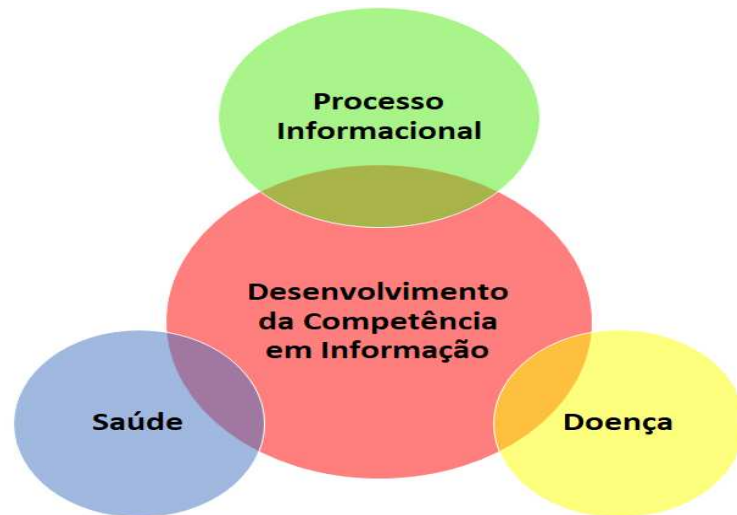 Processo
Informacional
Desenvolvimento
da Competência
em Informação
Saúde
Doença